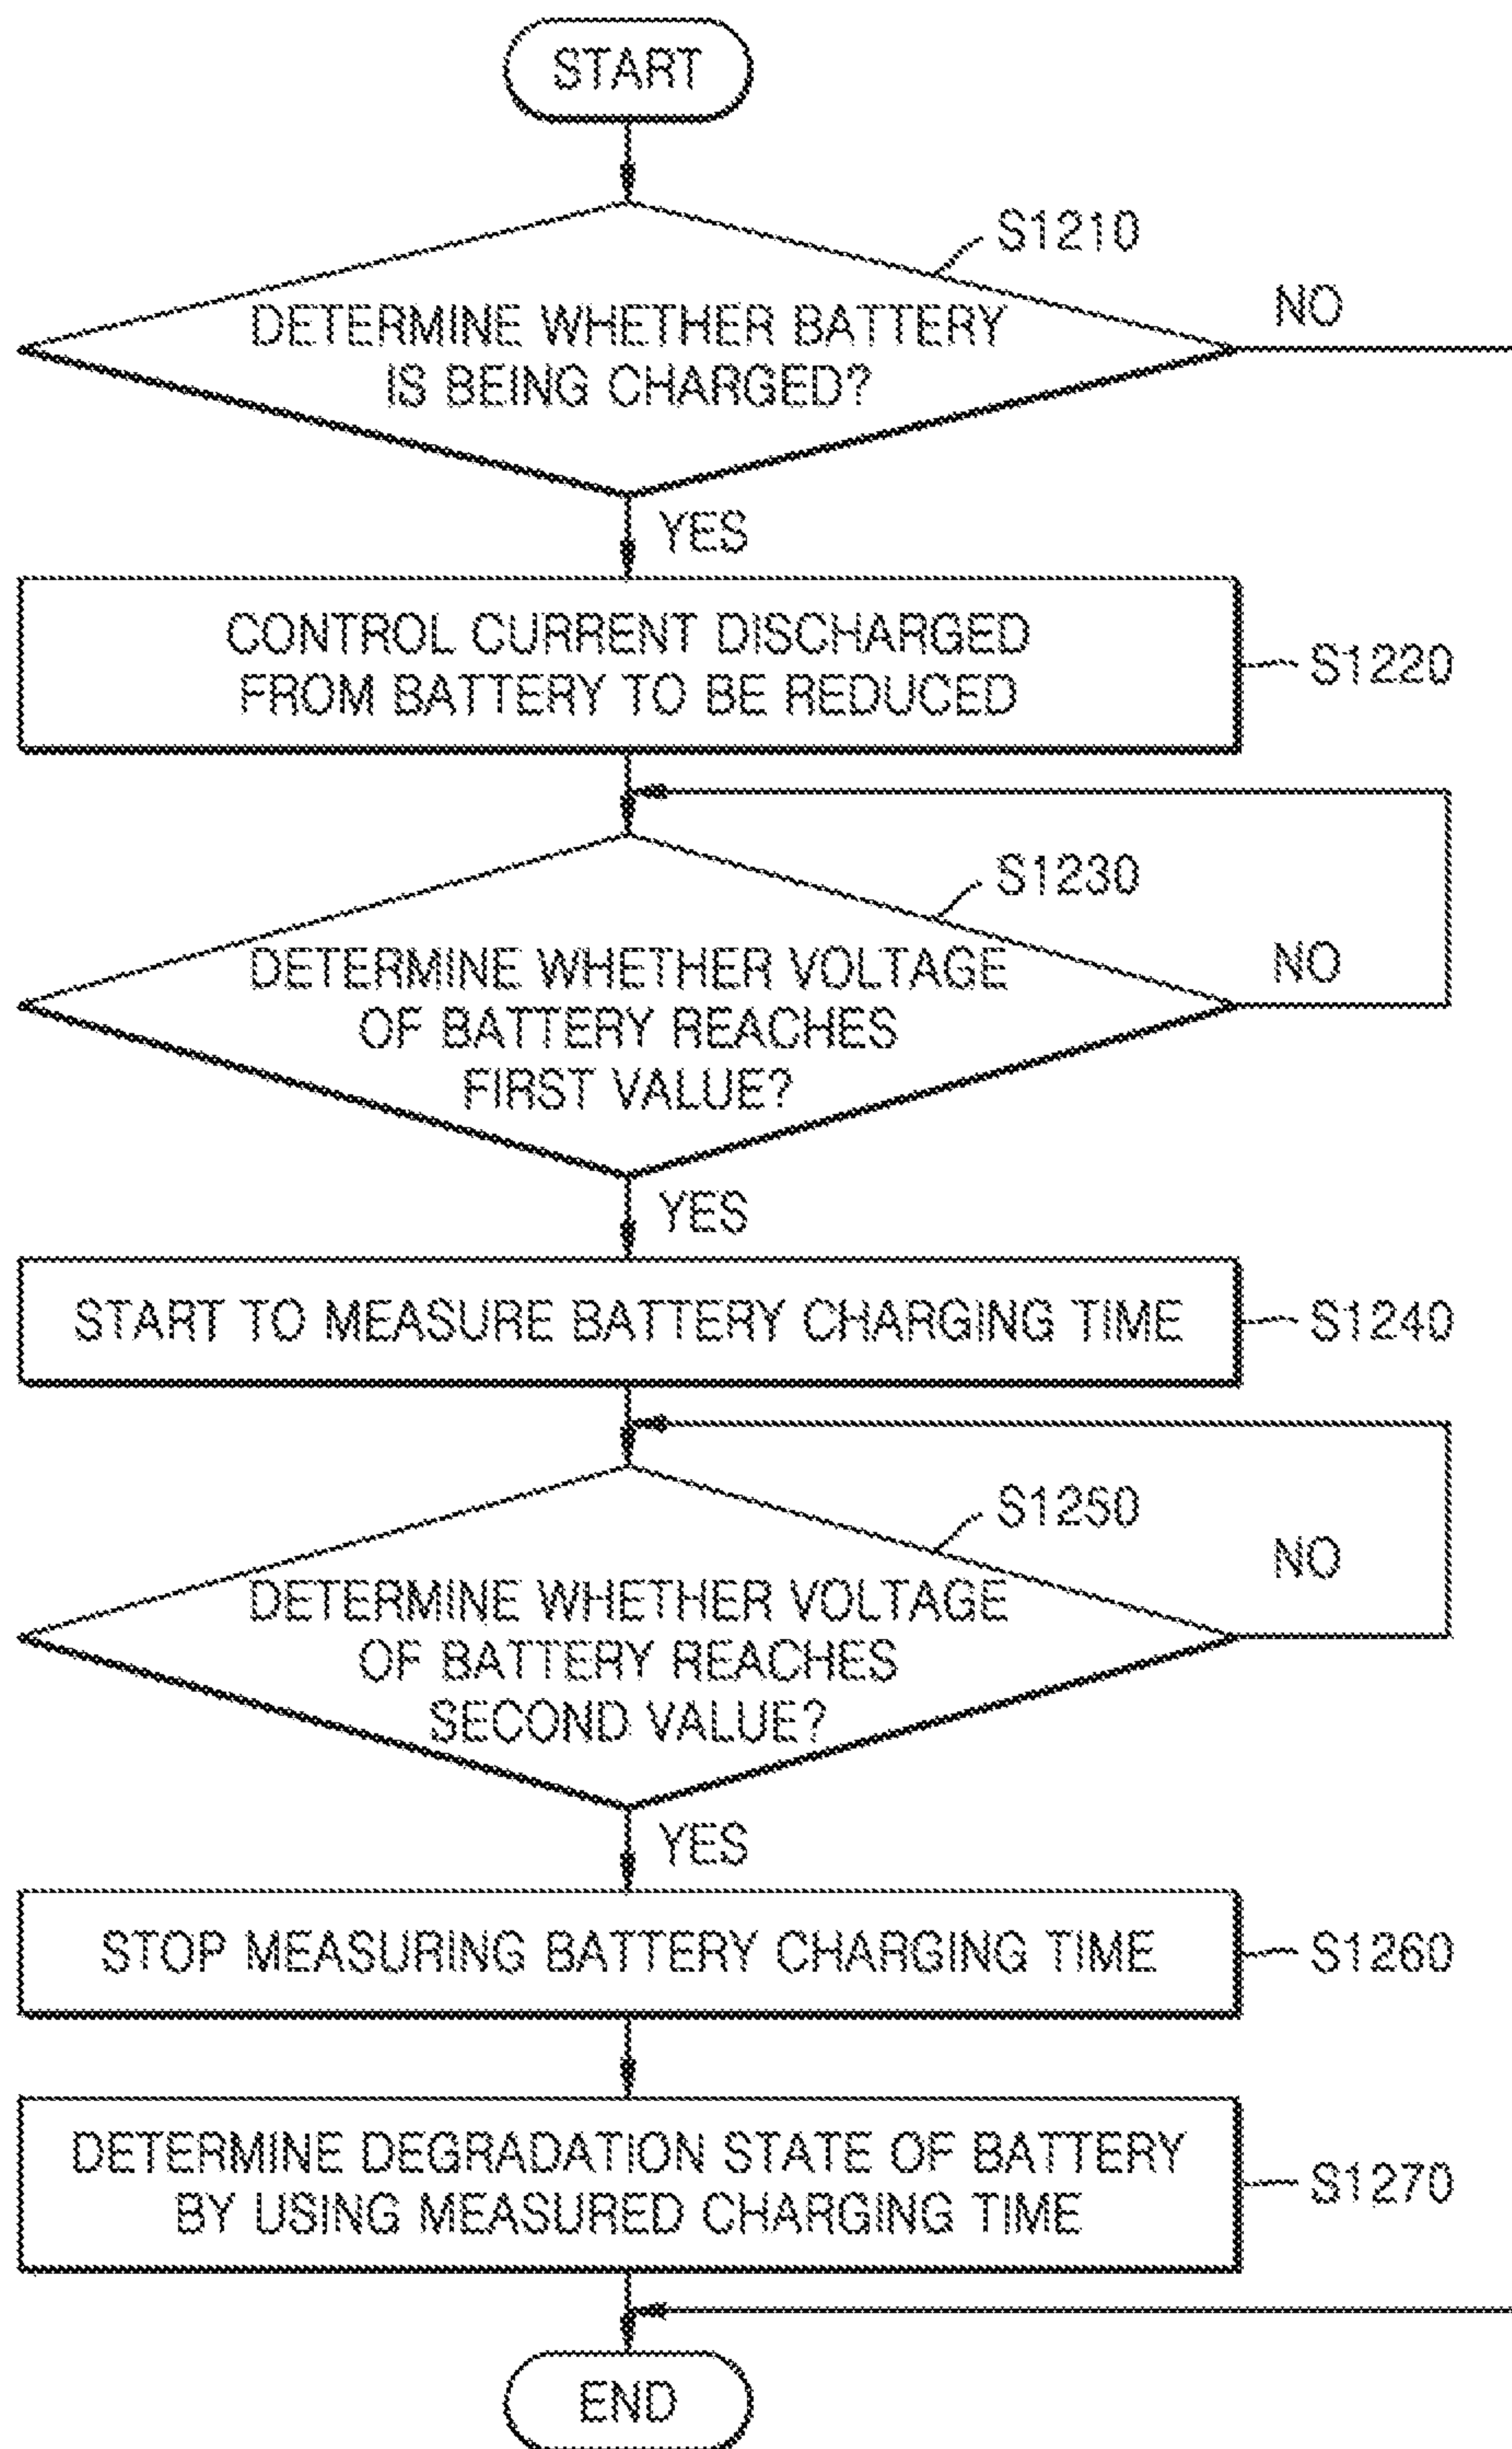 START
S1210
NO
DETERMINE WHETHER BATTERY
IS BEING CHARGED?
YES
CONTROL CURRENT DISCHARGED
FROM BATTERY TO BE REDUCED
S1220
S1230
DETERMINE WHETHER VOLTAGE
OF BATTERY REACHES
FIRST VALUE?
NO
YES
START TO MEASURE BATTERY CHARGING TIME
S1240
S1250
DETERMINE WHETHER VOLTAGE
OF BATTERY REACHES
SECOND VALUE?
NO
YES
STOP MEASURING BATTERY CHARGING TIME
S1260
DETERMINE DEGRADATION STATE OF BATTERY
BY USING MEASURED CHARGING TIME
S1270
END